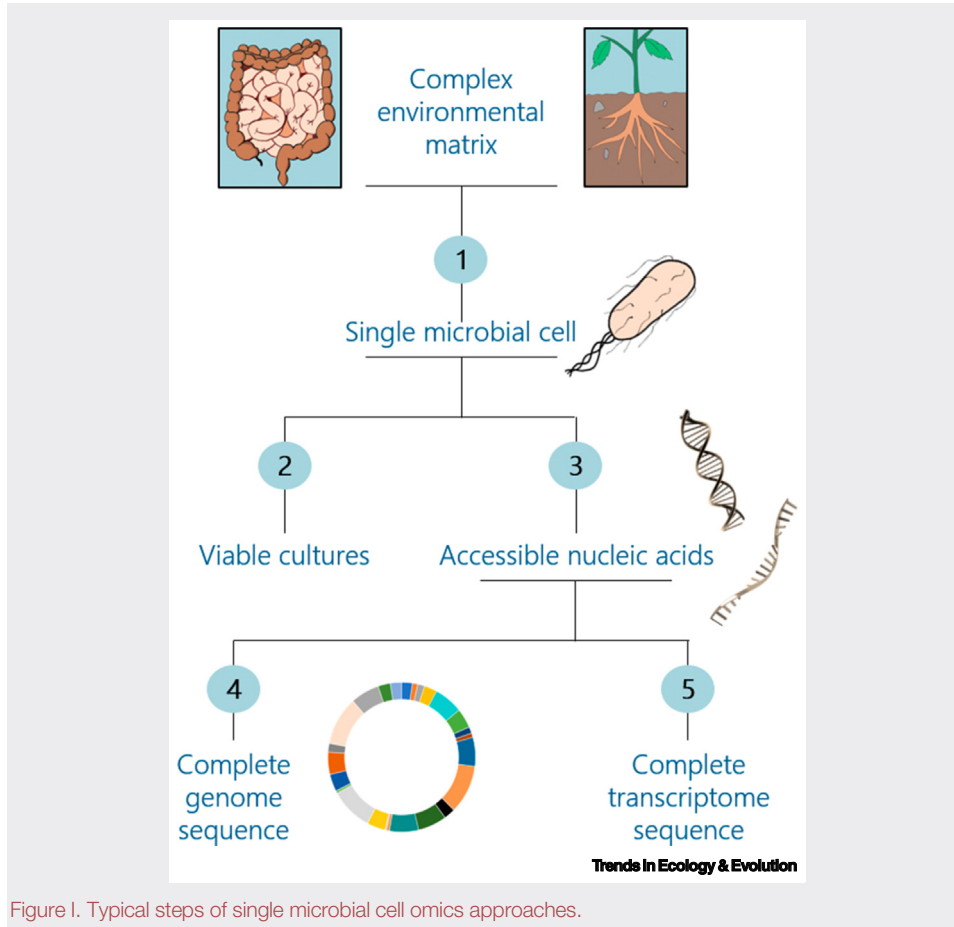 Complex
environmental
matrix
1
Single microbial cell
2
3
Viable cultures
Accessible nucleic acids
4
5
Complete
genome
sequence
Complete
transcriptome
sequence
Trends in Ecology & Evolution
Figure I. Typical steps of single microbial cell omics approaches.